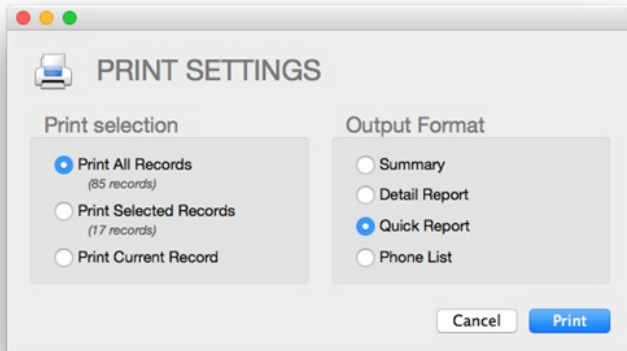 PRINT SETTINGS
Print selection
Print All Records
(85 records)
Print Selected Records
(17 records)
Print Current Record
Output Format
Summary
Detail Report
Quick Report
Phone List
Cancel
Print